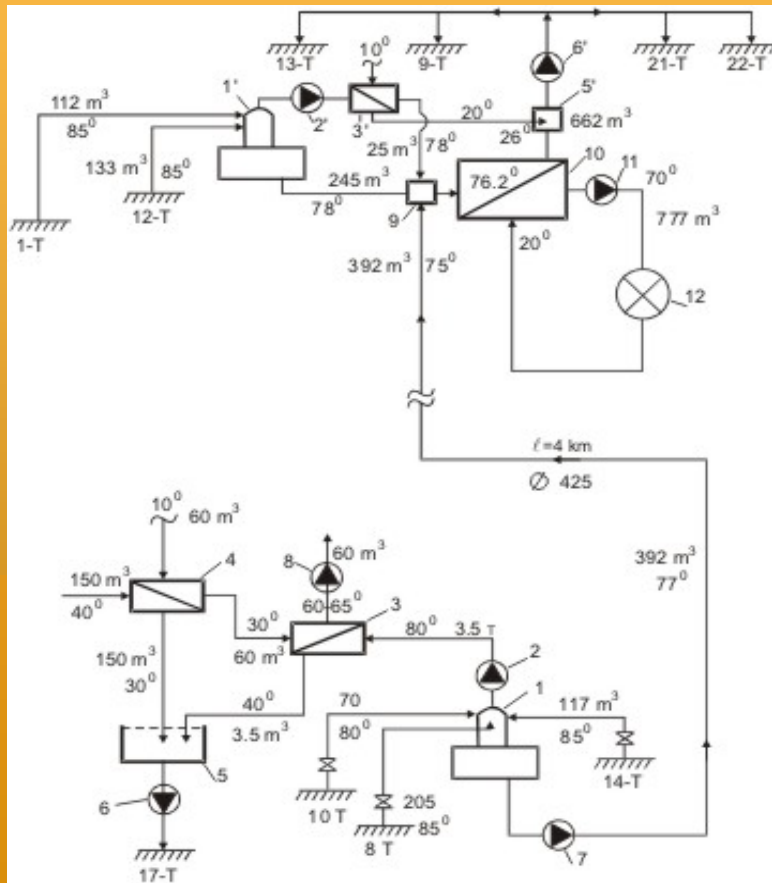 13-T 9-T 21-T 22-T
10⁰
6'
1' 2' 3' 5'
112 m³
85⁰
20⁰
26⁰
662 m³
133 m³ 85⁰
25 m³ 78⁰
12-T
1-T
245 m³
78⁰
9
76.2⁰
10
11
70⁰
777 m³
20⁰
12
392 m³ 75⁰
ℓ=4 km
Ø 425
392 m³
77⁰
10⁰
60 m³
4
150 m³
40⁰
8
60 m³
60-65⁰
3
30⁰
60 m³
80⁰ 3.5 т
2
1
150 m³
30⁰
40⁰
3.5 m³
70
80⁰
117 m³
85⁰
5
6
10 T
205
85⁰
8 T
14-T
7
17-T